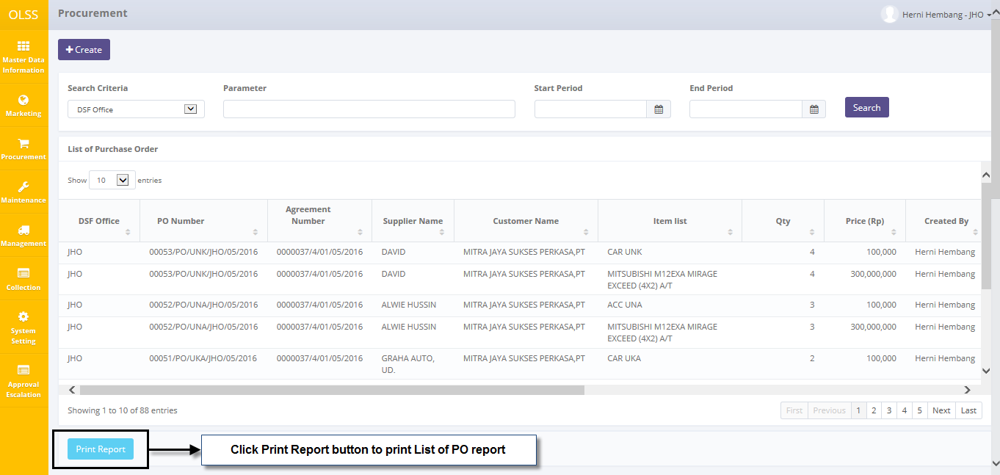 OLSS
Procurement
Herni Hembang - JHO
Master Data
Information
Marketing
Procurement
Maintenance
Management
Collection
System
Setting
Approval
Escalation
Create
Search Criteria
Parameter
Start Period
End Period
DSF Office
Search
List of Purchase Order
Show 10 entries
DSF Office
PO Number
Agreement
Number
Supplier Name
Customer Name
Item list
Qty
Price (Rp)
Created By
JHO 00053/PO/UNK/JHO/05/2016 0000037/4/01/05/2016 DAVID MITRA JAYA SUKSES PERKASA,PT CAR UNK 4 100,000 Herni Hembang
JHO 00053/PO/UNK/JHO/05/2016 0000037/4/01/05/2016 DAVID MITRA JAYA SUKSES PERKASA,PT MITSUBISHI M12EXA MIRAGE 4 300,000,000 Herni Hembang
EXCEED (4X2) A/T
JHO 00052/PO/UNA/JHO/05/2016 0000037/4/01/05/2016 ALWIE HUSSIN MITRA JAYA SUKSES PERKASA,PT ACC UNA 3 100,000 Herni Hembang
JHO 00052/PO/UNA/JHO/05/2016 0000037/4/01/05/2016 ALWIE HUSSIN MITRA JAYA SUKSES PERKASA,PT MITSUBISHI M12EXA MIRAGE 3 300,000,000 Herni Hembang
EXCEED (4X2) A/T
JHO 00051/PO/UKA/JHO/05/2016 0000037/4/01/05/2016 GRAHA AUTO, MITRA JAYA SUKSES PERKASA,PT CAR UKA 2 100,000 Herni Hembang
UD.
Showing 1 to 10 of 88 entries
First Previous 1 2 3 4 5 Next Last
Print Report
Click Print Report button to print List of PO report